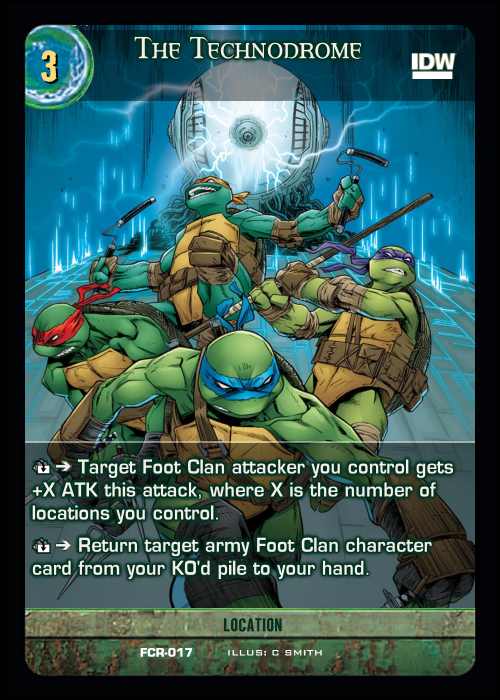 3
The Technodrome
IDW
➔ Target Foot Clan attacker you control gets
+X ATK this attack, where X is the number of
locations you control.
➔ Return target army Foot Clan character
card from your KO'd pile to your hand.
LOCATION
FCR-017 ILLUS: C SMITH